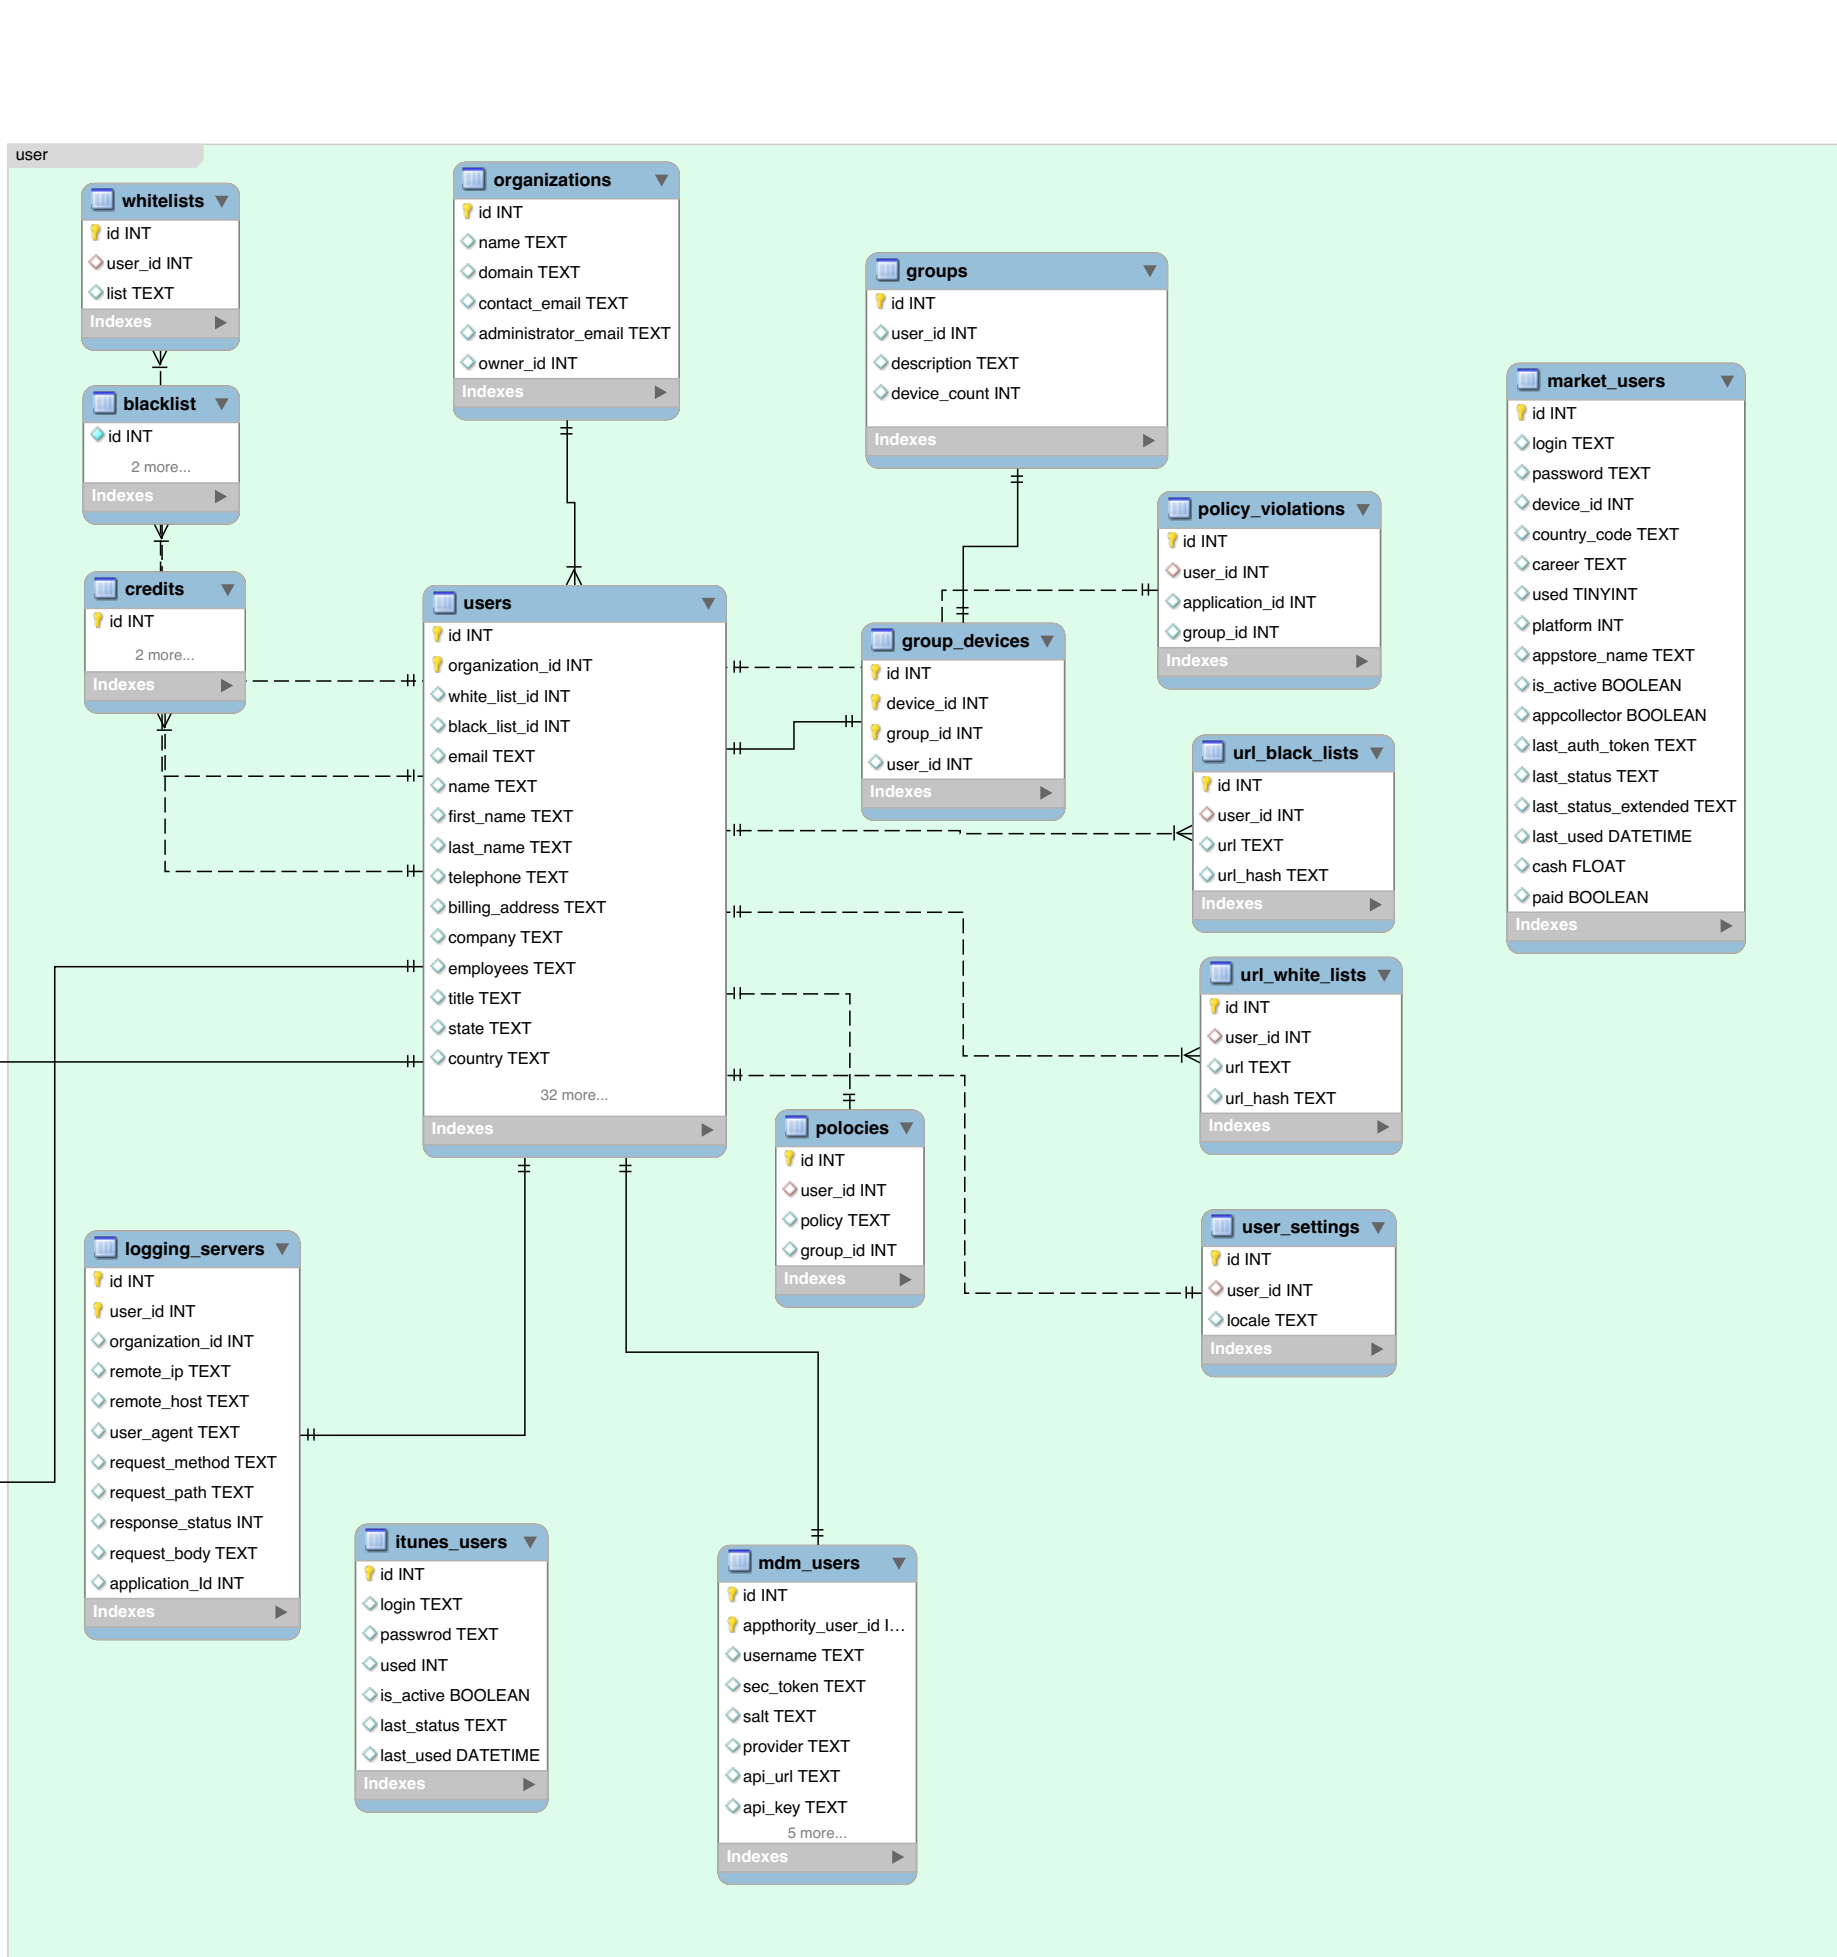 user
whitelists
id INT
user_id INT
list TEXT
Indexes
blacklist
id INT
2 more...
Indexes
credits
id INT
2 more...
Indexes
organizations
id INT
name TEXT
domain TEXT
contact_email TEXT
administrator_email TEXT
owner_id INT
Indexes
groups
id INT
user_id INT
description TEXT
device_count INT
Indexes
policy_violations
id INT
user_id INT
application_id INT
group_id INT
Indexes
market_users
id INT
login TEXT
password TEXT
device_id INT
country_code TEXT
career TEXT
used TINYINT
platform INT
appstore_name TEXT
is_active BOOLEAN
appcollector BOOLEAN
last_auth_token TEXT
last_status TEXT
last_status_extended TEXT
last_used DATETIME
cash FLOAT
paid BOOLEAN
Indexes
users
id INT
organization_id INT
white_list_id INT
black_list_id INT
email TEXT
name TEXT
first_name TEXT
last_name TEXT
telephone TEXT
billing_address TEXT
company TEXT
employees TEXT
title TEXT
state TEXT
country TEXT
32 more...
Indexes
group_devices
id INT
device_id INT
group_id INT
user_id INT
Indexes
url_black_lists
id INT
user_id INT
url TEXT
url_hash TEXT
Indexes
url_white_lists
id INT
user_id INT
url TEXT
url_hash TEXT
Indexes
polocies
id INT
user_id INT
policy TEXT
group_id INT
Indexes
user_settings
id INT
user_id INT
locale TEXT
Indexes
logging_servers
id INT
user_id INT
organization_id INT
remote_ip TEXT
remote_host TEXT
user_agent TEXT
request_method TEXT
request_path TEXT
response_status INT
request_body TEXT
application_Id INT
Indexes
itunes_users
id INT
login TEXT
passwrod TEXT
used INT
is_active BOOLEAN
last_status TEXT
last_used DATETIME
Indexes
mdm_users
id INT
appthority_user_id I...
username TEXT
sec_token TEXT
salt TEXT
provider TEXT
api_url TEXT
api_key TEXT
5 more...
Indexes